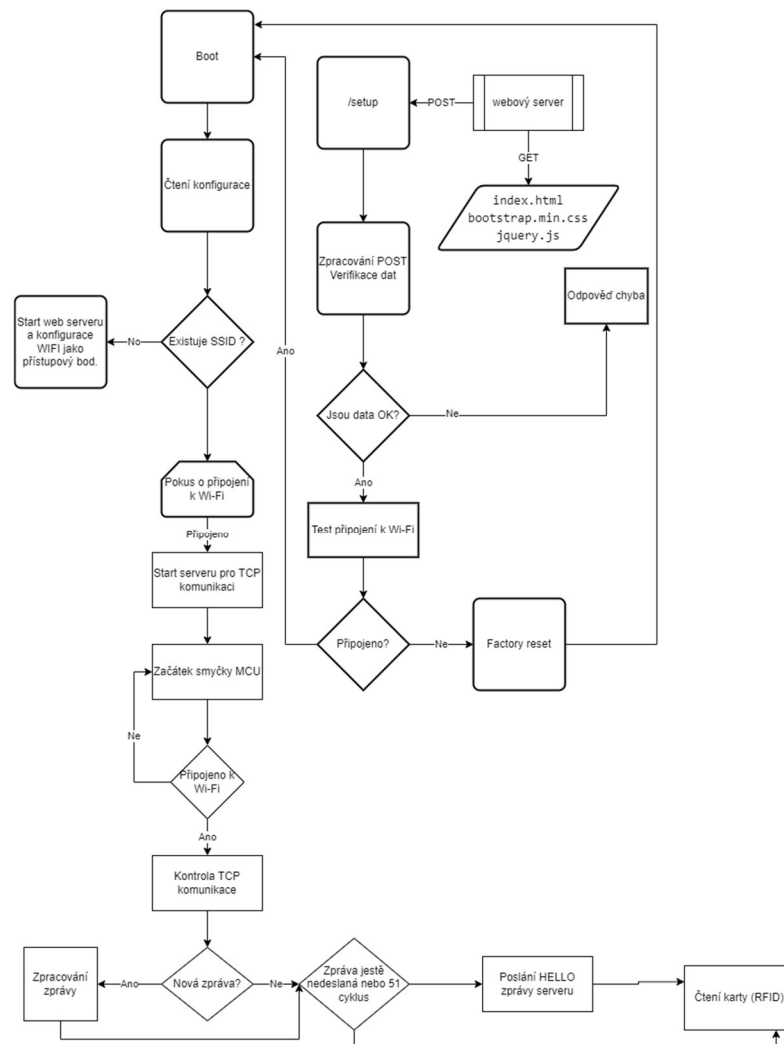 Boot
/setup
POST
webový server
GET
index.html
bootstrap.min.css
jquery.js
Čtení konfigurace
Zpracování POST
Verifikace dat
Odpověď chyba
Start web serveru
a konfigurace
WIFI jako
přístupový bod.
No
Existuje SSID ?
Ano
Jsou data OK?
Ne
Ano
Pokus o připojení
k Wi-Fi
Připojeno
Test připojení k Wi-Fi
Start serveru pro TCP
komunikaci
Připojeno?
Ne
Factory reset
Začátek smyčky MCU
Ne
Připojeno k
Wi-Fi
Ano
Kontrola TCP
komunikace
Zpracování
zprávy
Ano
Nová zpráva?
Ne
Zpráva jestě
nedeslaná nebo 51
cyklus
Poslání HELLO
zprávy serveru
Čtení karty (RFID)